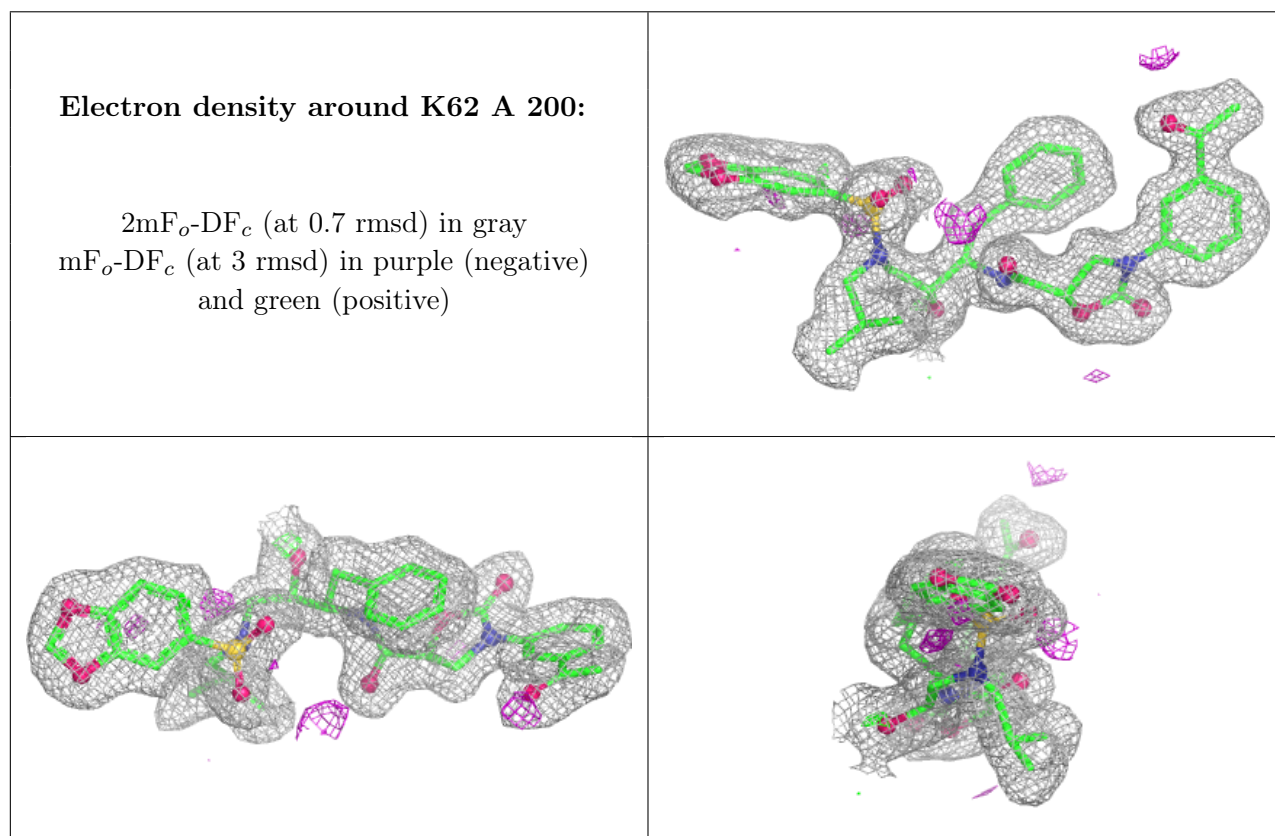 Electron density around K62 A 200:
2mFo-DFc (at 0.7 rmsd) in gray
mFo-DFc (at 3 rmsd) in purple (negative)
and green (positive)